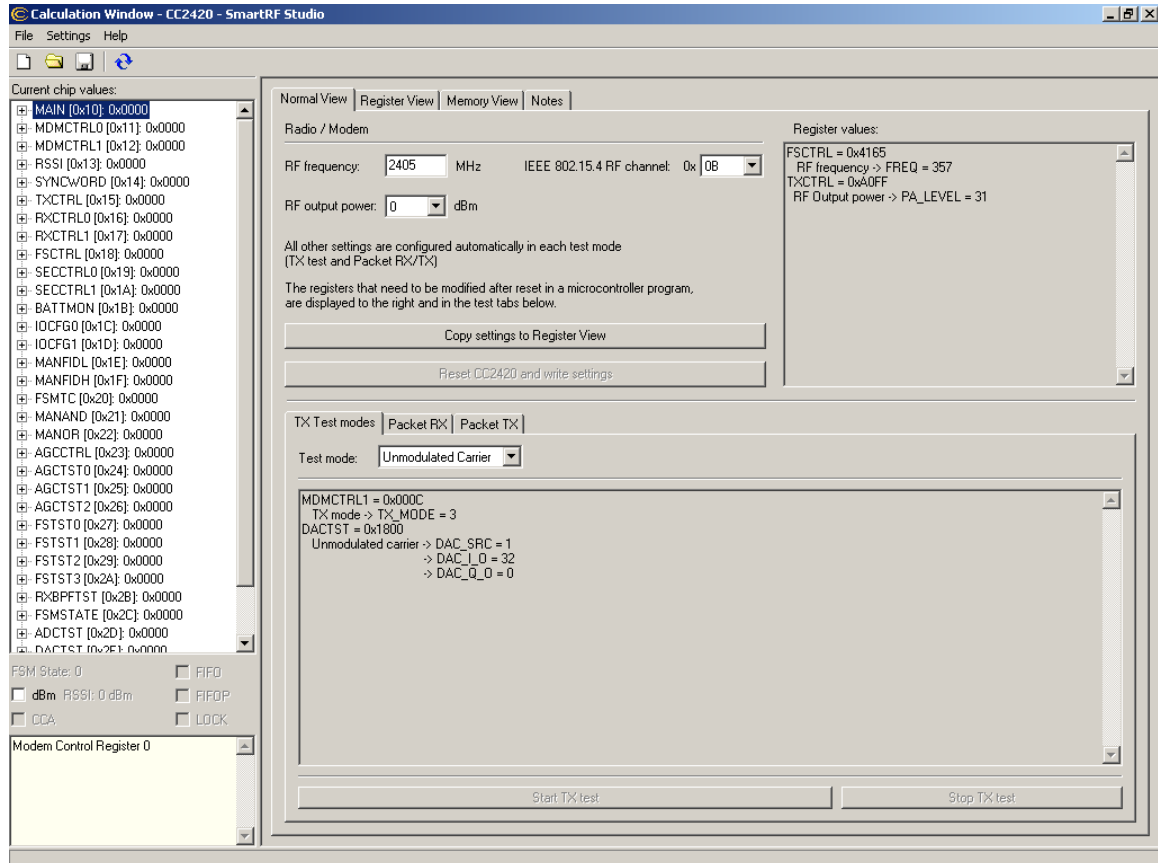 Calculation Window - CC2420 - SmartRF Studio
File Settings Help
Current chip values:
MAIN [0x10]: 0x0000
MDMCTRL0 [0x11]: 0x0000
MDMCTRL1 [0x12]: 0x0000
RSSI [0x13]: 0x0000
SYNCWORD [0x14]: 0x0000
TXCTRL [0x15]: 0x0000
RXCTRL0 [0x16]: 0x0000
RXCTRL1 [0x17]: 0x0000
FSCTRL [0x18]: 0x0000
SECCTRL0 [0x19]: 0x0000
SECCTRL1 [0x1A]: 0x0000
BATTMON [0x1B]: 0x0000
IOCFG0 [0x1C]: 0x0000
IOCFG1 [0x1D]: 0x0000
MANFIDL [0x1E]: 0x0000
MANFIDH [0x1F]: 0x0000
FSMTC [0x20]: 0x0000
MANAND [0x21]: 0x0000
MANOR [0x22]: 0x0000
AGCCTRL [0x23]: 0x0000
AGCTST0 [0x24]: 0x0000
AGCTST1 [0x25]: 0x0000
AGCTST2 [0x26]: 0x0000
FSTST0 [0x27]: 0x0000
FSTST1 [0x28]: 0x0000
FSTST2 [0x29]: 0x0000
FSTST3 [0x2A]: 0x0000
RXBPFTST [0x2B]: 0x0000
FSMSTATE [0x2C]: 0x0000
ADCTST [0x2D]: 0x0000
DACTST [0x2E]: 0x0000
FSM State: 0 FIFO
dBm RSSI: 0 dBm FIFOP
CCA LOCK
Modem Control Register 0
Normal View Register View Memory View Notes
Radio / Modem
RF frequency: 2405 MHz IEEE 802.15.4 RF channel: 0x 0B
RF output power: 0 dBm
All other settings are configured automatically in each test mode
(TX test and Packet RX/TX)
The registers that need to be modified after reset in a microcontroller program,
are displayed to the right and in the test tabs below.
Copy settings to Register View
Reset CC2420 and write settings
Register values:
FSCTRL = 0x4165
RF frequency -> FREQ = 357
TXCTRL = 0xA0FF
RF Output power -> PA_LEVEL = 31
TX Test modes Packet RX Packet TX
Test mode: Unmodulated Carrier
MDMCTRL1 = 0x000C
TX mode -> TX_MODE = 3
DACTST = 0x1800
Unmodulated carrier -> DAC_SRC = 1
-> DAC_I_O = 32
-> DAC_Q_O = 0
Start TX test
Stop TX test